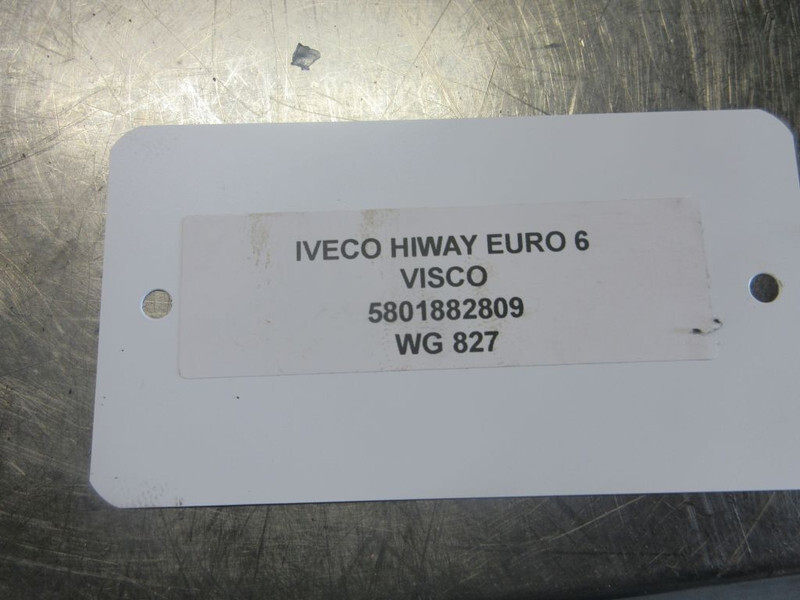 IVECO HIWAY EURO 6
VISCO
5801882809
WG 827